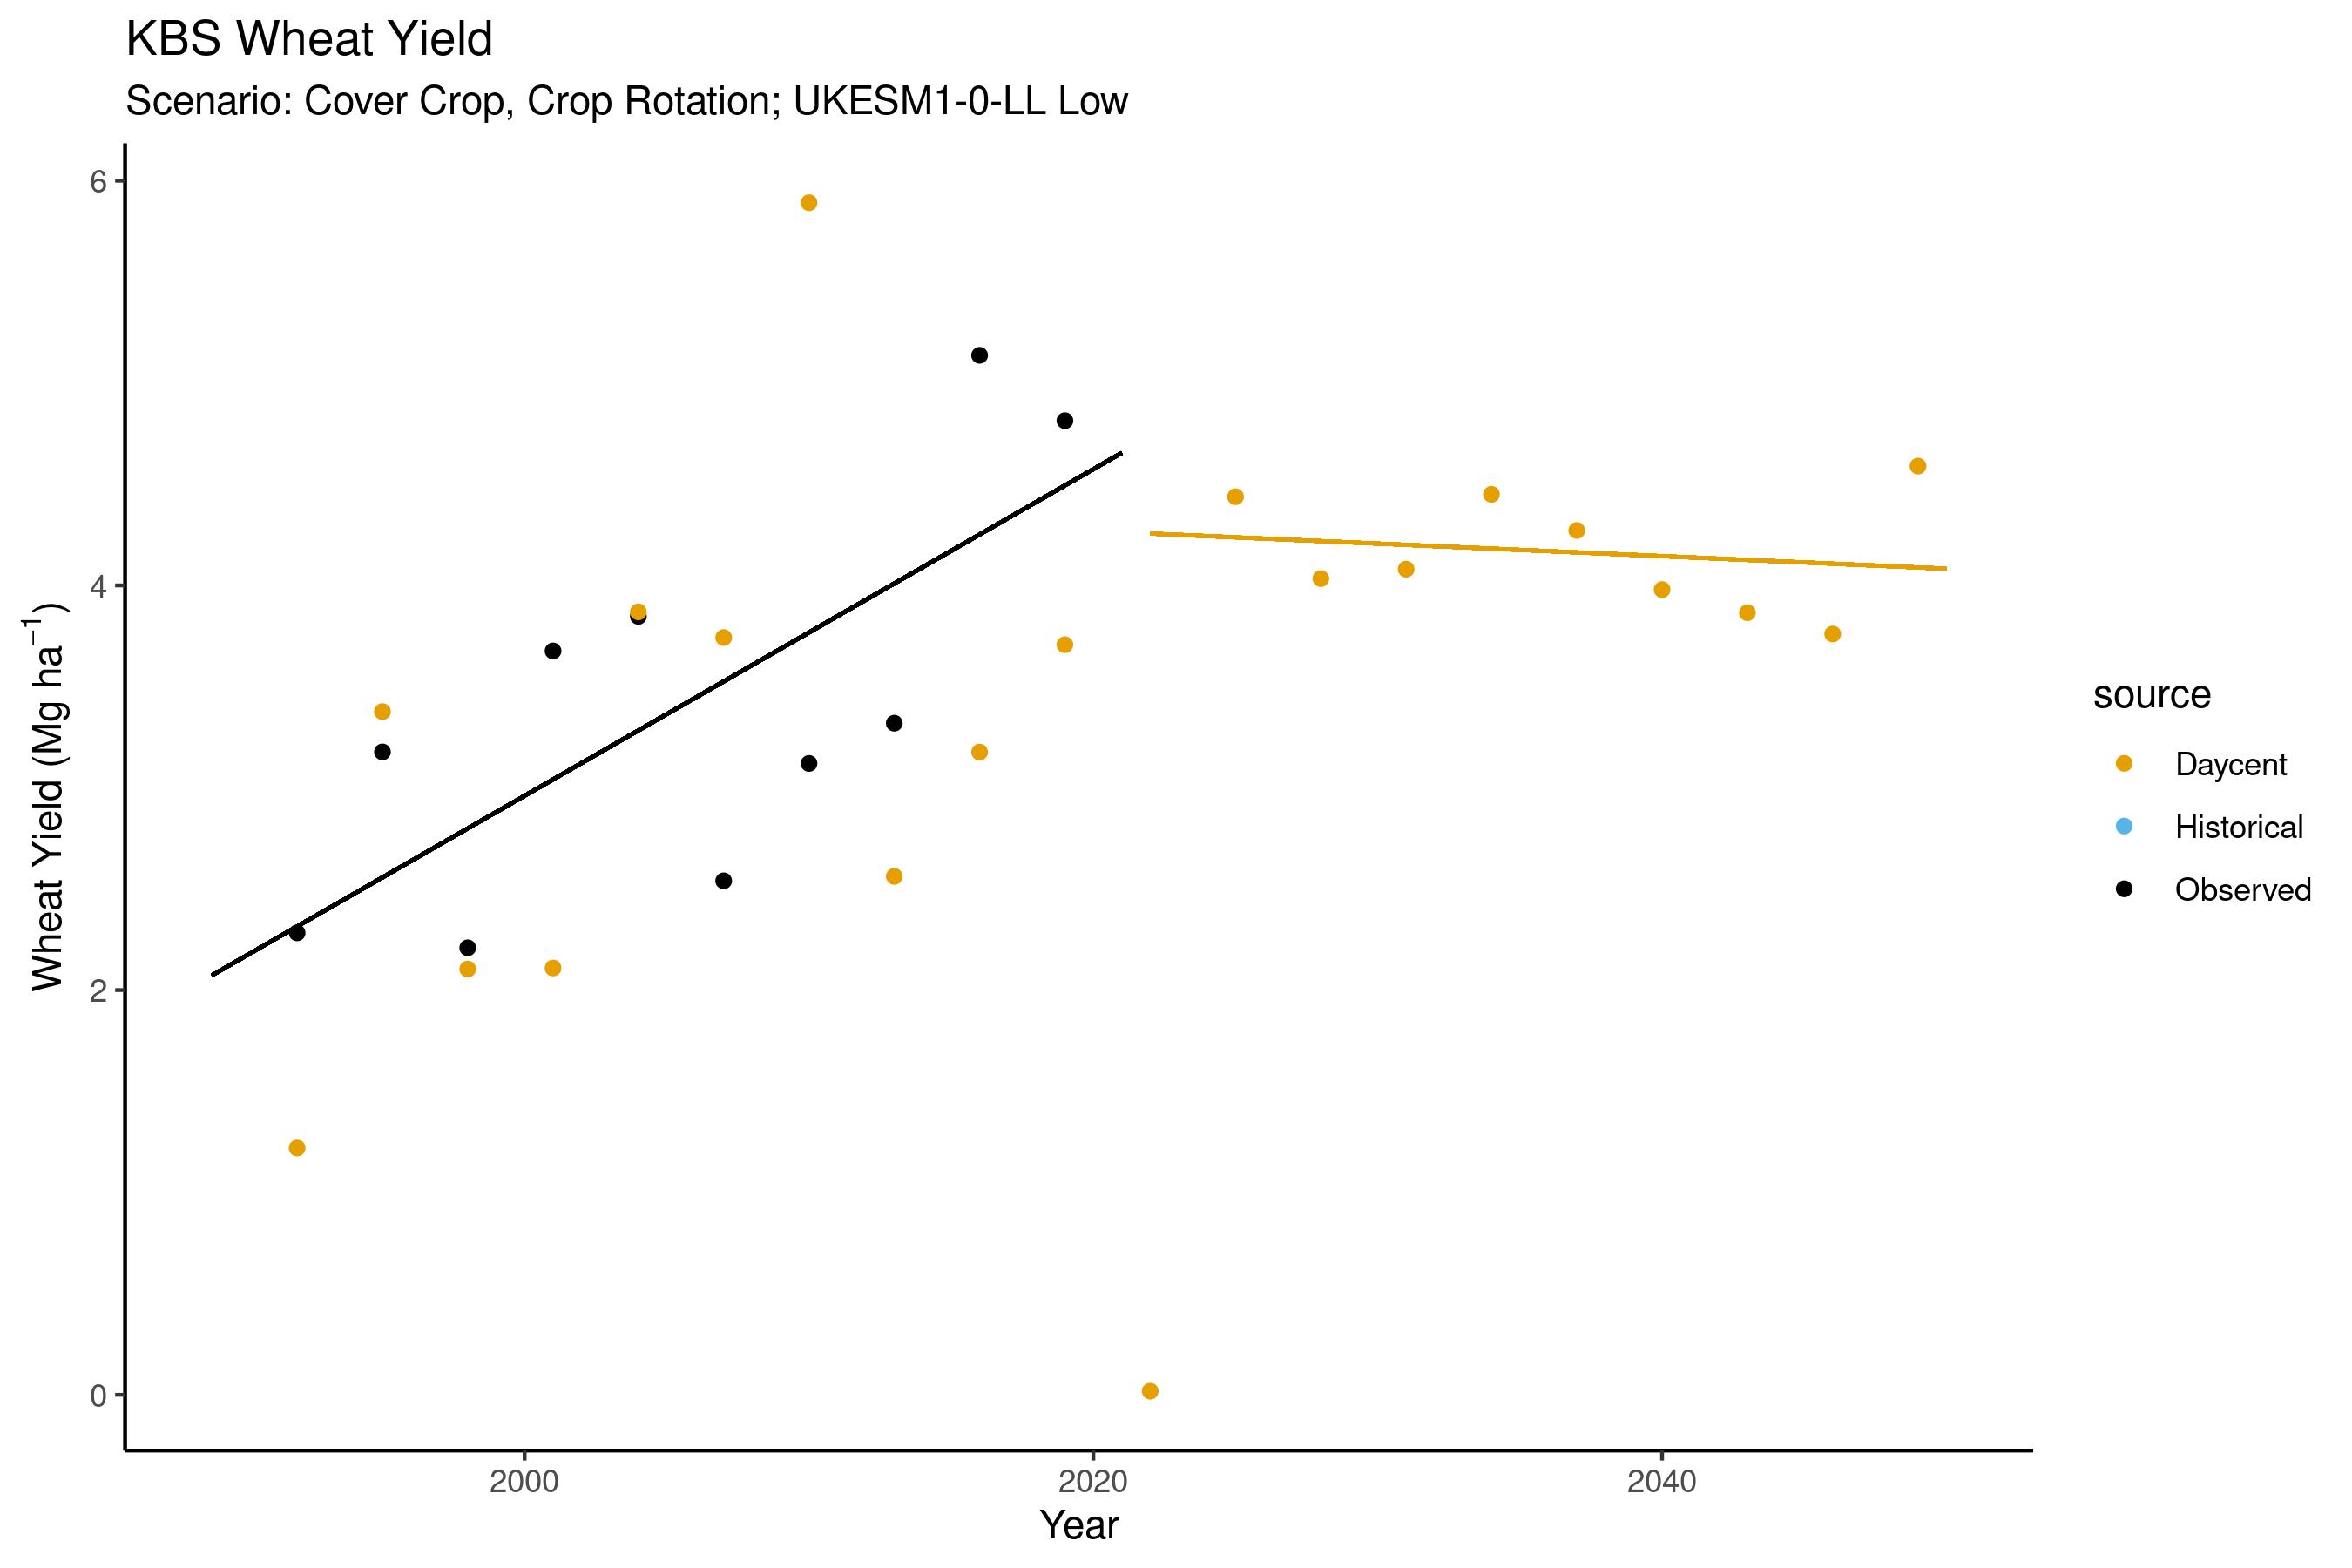 KBS Wheat Yield
Scenario: Cover Crop, Crop Rotation; UKESM1-0-LL Low
Wheat Yield (Mg ha⁻¹)
6
4
2
0
2000 2020 2040
Year
source
Daycent
Historical
Observed